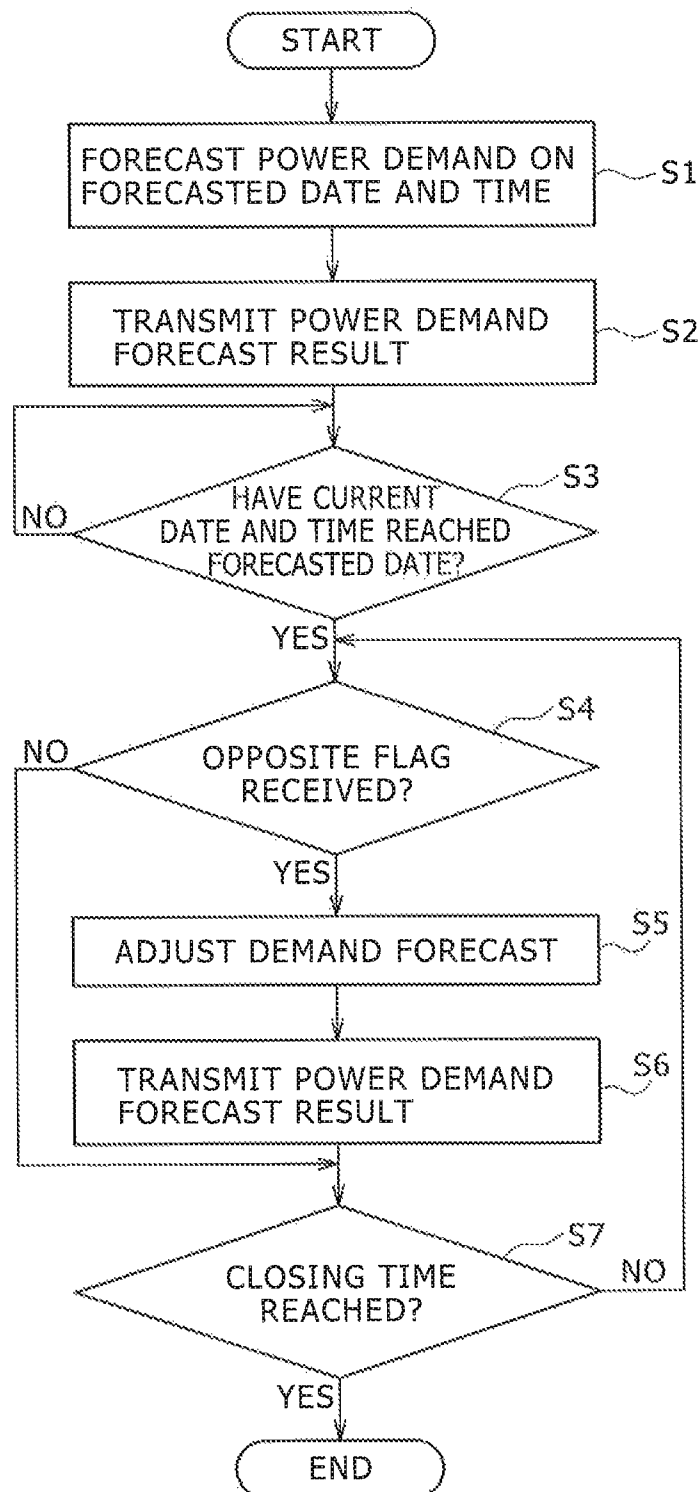 START
FORECAST POWER DEMAND ON
FORECASTED DATE AND TIME
S1
TRANSMIT POWER DEMAND
FORECAST RESULT
S2
S3
HAVE CURRENT
DATE AND TIME REACHED
FORECASTED DATE?
NO
YES
S4
NO
OPPOSITE FLAG
RECEIVED?
YES
ADJUST DEMAND FORECAST
S5
TRANSMIT POWER DEMAND
FORECAST RESULT
S6
S7
CLOSING TIME
REACHED?
NO
YES
END